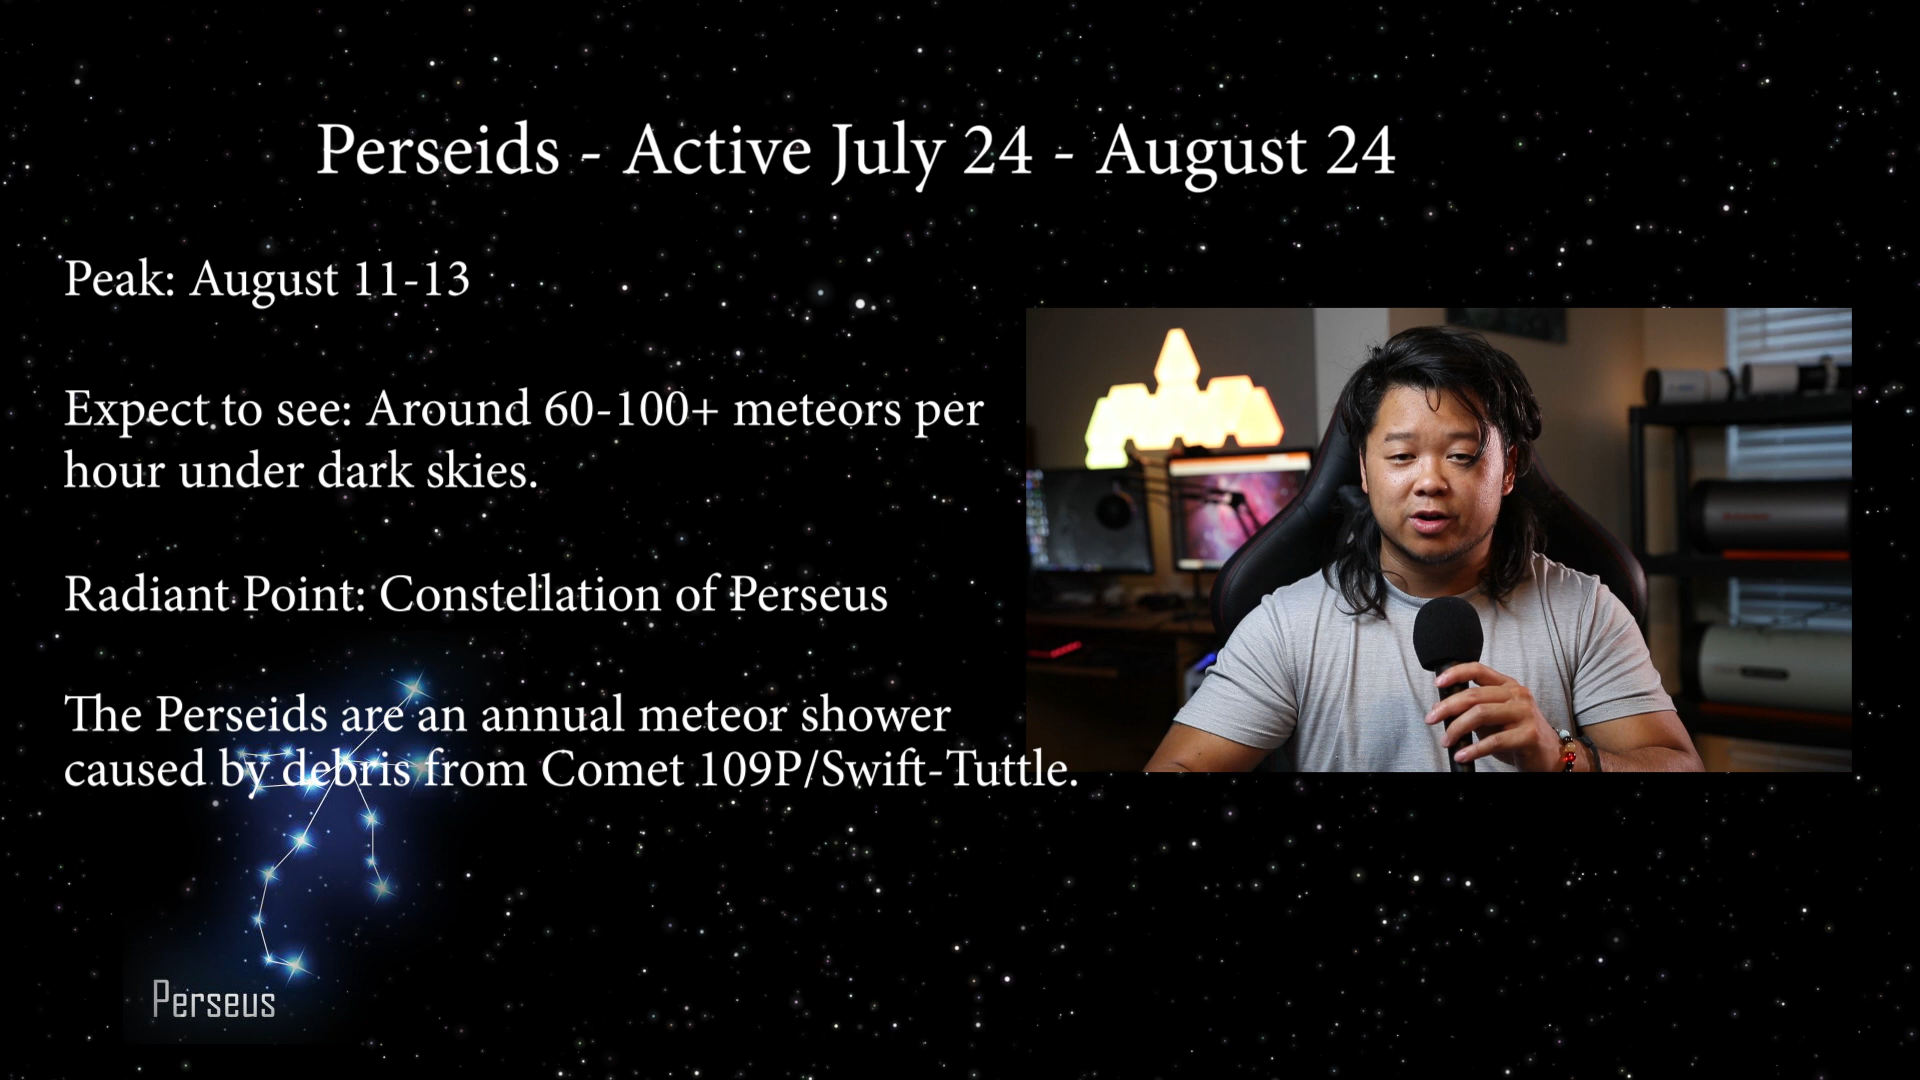 Perseids - Active July 24 - August 24
Peak: August 11-13
Expect to see: Around 60-100+ meteors per
hour under dark skies.
Radiant Point: Constellation of Perseus
The Perseids are an annual meteor shower
caused by debris from Comet 109P/Swift-Tuttle.
Perseus